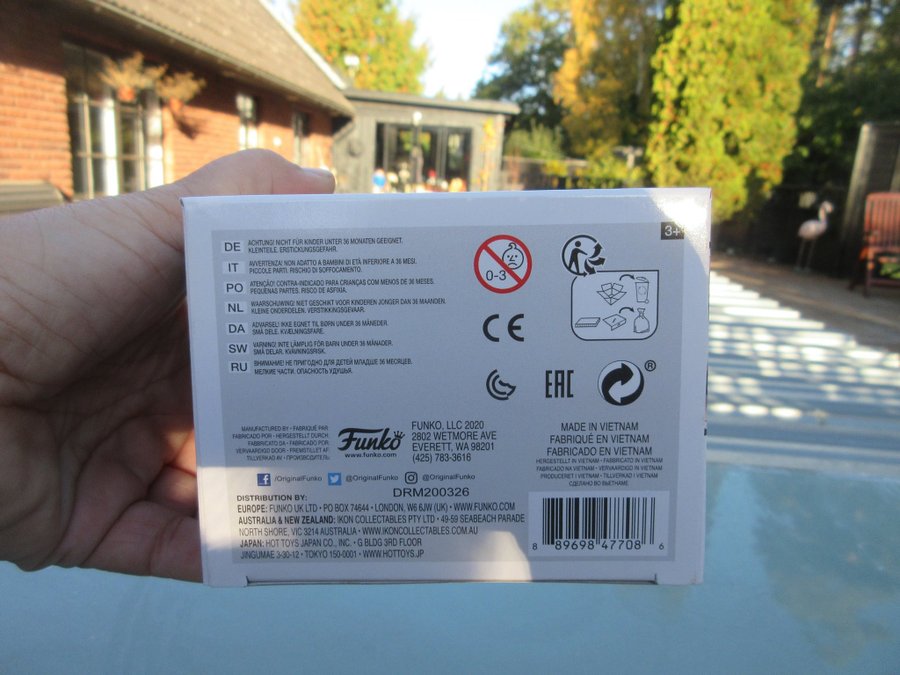 3+
DE ACHTUNG! NICHT FÜR KINDER UNTER 36 MONATEN GEEIGNET.
KLEINTEILE. ERSTICKUNGSGEFAHR.
IT AVVERTENZA! NON ADATTO A BAMBINI DI ETÀ INFERIORE A 36 MESI.
PICCOLE PARTI. RISCHIO DI SOFFOCAMENTO.
PO ATENÇÃO! CONTRA-INDICADO PARA CRIANÇAS COM MENOS DE 36 MESES.
PEQUENAS PARTES. RISCO DE ASFIXIA.
NL WAARSCHUWING! NIET GESCHIKT VOOR KINDEREN JONGER DAN 36 MAANDEN.
KLEINE ONDERDELEN. VERSTIKKINGSGEVAAR.
DA ADVARSEL! IKKE EGNET TIL BØRN UNDER 36 MÅNEDER.
SMÅ DELE. KVÆLNINGSFARE.
SW VARNING! INTE LÄMPLIG FÖR BARN UNDER 36 MÅNADER.
SMÅ DELAR. KVÄVNINGSRISK.
RU ВНИМАНИЕ! НЕ ПРИГОДНО ДЛЯ ДЕТЕЙ МЛАДШЕ 36 МЕСЯЦЕВ.
МЕЛКИЕ ЧАСТИ. ОПАСНОСТЬ УДУШЬЯ.
0-3
CE
EAC
®
MANUFACTURED BY • FABRIQUÉ PAR
FABRICADO POR • HERGESTELLT DURCH
FABBRICATO DA • FABRICADO POR
VERVAARDIGD DOOR • FREMSTILLET AF
TILLVERKAD AV • ПРОИЗВОДИТЕЛЬ
Funko
www.funko.com
FUNKO, LLC 2020
2802 WETMORE AVE
EVERETT, WA 98201
(425) 783-3616
MADE IN VIETNAM
FABRIQUÉ EN VIETNAM
FABRICADO EN VIETNAM
HERGESTELLT IN VIETNAM • FABBRICATO IN VIETNAM
FABRICADO NA VIETNAM • VERVAARDIGD IN VIETNAM
PRODUCERET I VIETNAM • TILLVERKAD I VIETNAM
СДЕЛАНО ВО ВЬЕТНАМЕ
/OriginalFunko @OriginalFunko @OriginalFunko
DRM200326
DISTRIBUTION BY:
EUROPE: FUNKO UK LTD • PO BOX 74644 • LONDON, W6 6JW (UK) • WWW.FUNKO.COM
AUSTRALIA & NEW ZEALAND: IKON COLLECTABLES PTY LTD • 49-59 SEABEACH PARADE
NORTH SHORE, VIC 3214 AUSTRALIA • WWW.IKONCOLLECTABLES.COM.AU
JAPAN: HOT TOYS JAPAN CO., INC. • G BLDG 3RD FLOOR
JINGUMAE 3-30-12 • TOKYO 150-0001 • WWW.HOTTOYS.JP
8 89698 47708 6